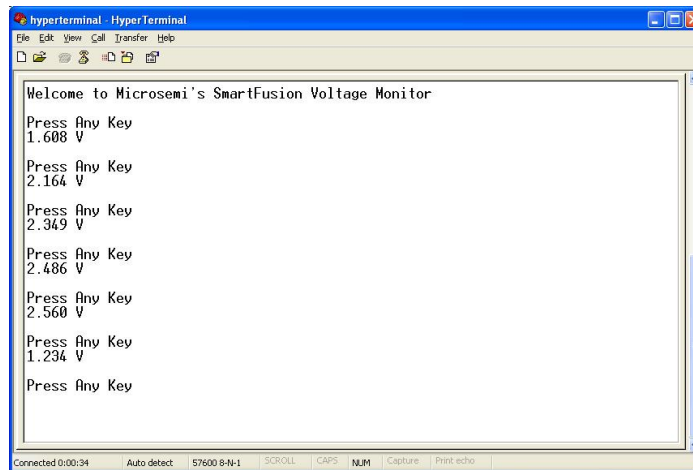 hyperterminal - HyperTerminal
File Edit View Call Transfer Help
Welcome to Microsemi's SmartFusion Voltage Monitor
Press Any Key
1.608 V
Press Any Key
2.164 V
Press Any Key
2.349 V
Press Any Key
2.486 V
Press Any Key
2.560 V
Press Any Key
1.234 V
Press Any Key
Connected 0:00:34 Auto detect 57600 8-N-1 SCROLL CAPS NUM Capture Print echo